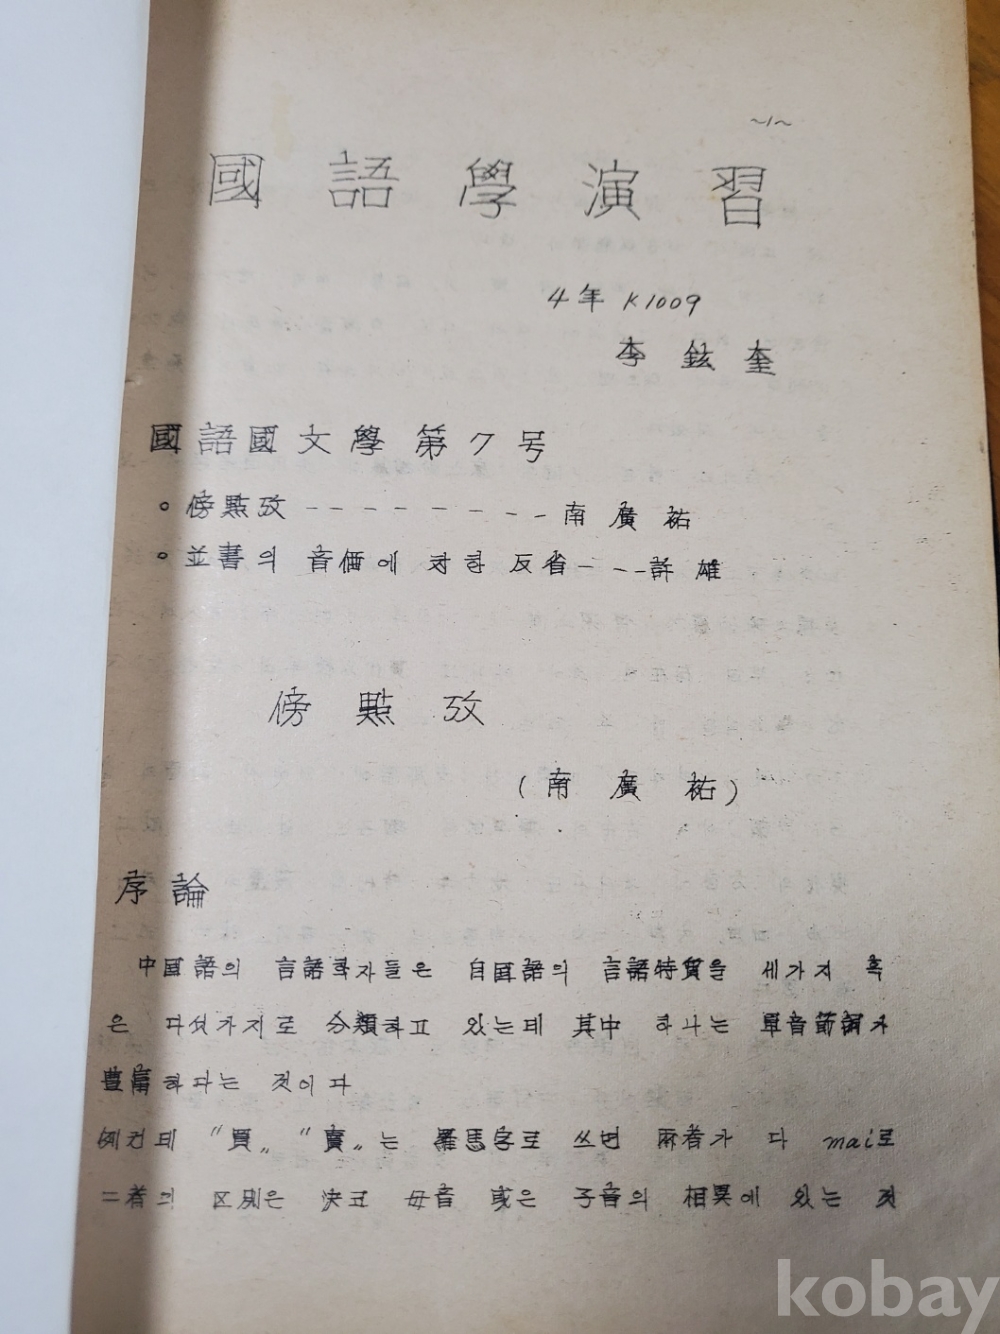 ~1~
國語學演習
4年 K1009
李鉉奎
國語國文學 第7号
◦傍點攷 --------- 南廣祐
◦並書의 音価에 対한 反省 --- 許雄
傍點攷
(南廣祐)
序論
中國語의 言語학자들은 自國語의 言語特質을 세가지 혹
은 다섯가지로 分類하고 있는데 其中 하나는 單音節詞가
豊富하다는 것이다
例컨데 "買„ "賣„는 羅馬字로 쓰면 兩者가 다 mai로
二者의 区別은 決코 母音 或은 子音의 相異에 있는 것
kobay